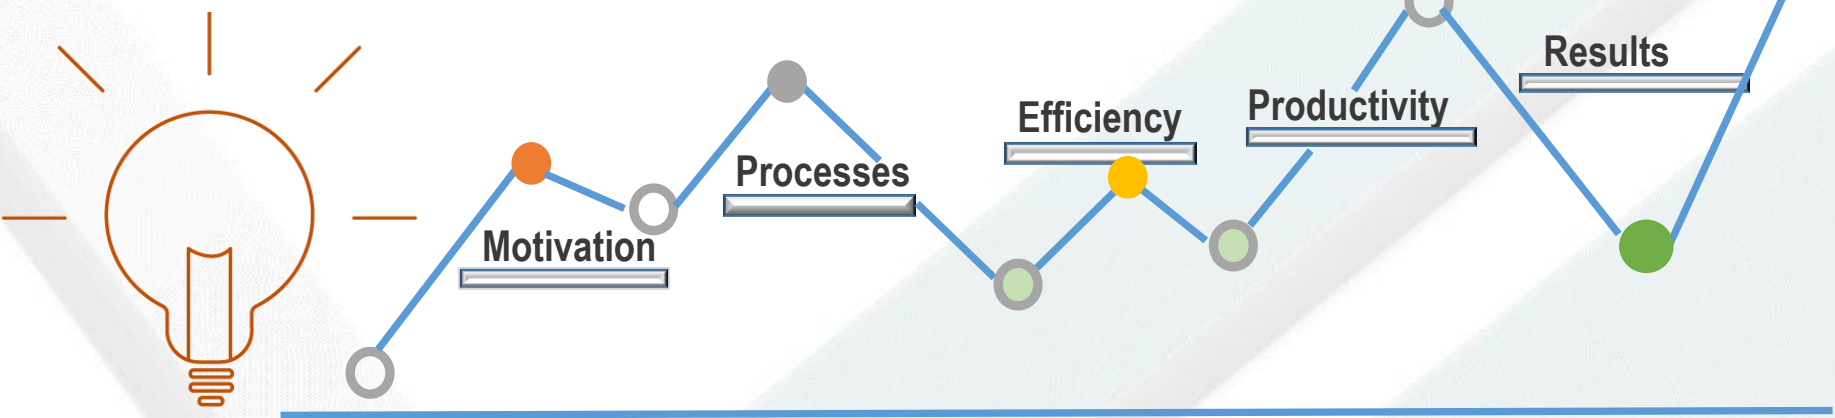 Motivation
Processes
Efficiency
Productivity
Results